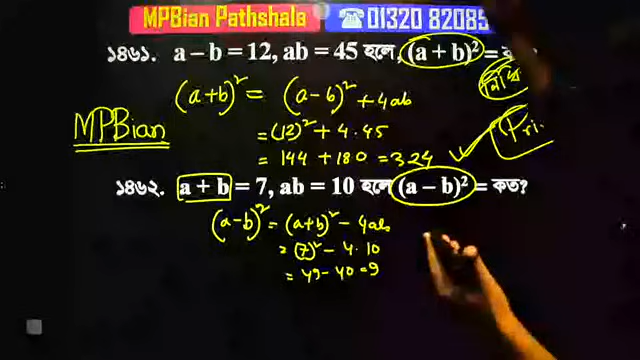 MPBian Pathshala ☎01320 82085
১৪৬১. a – b = 12, ab = 45 হলে, (a + b)² =
(a+b)² = (a-b)² + 4ab
MPBian
= (12)² + 4·45
Pri.
= 144 + 180 = 324
১৪৬২. a + b = 7, ab = 10 হলে (a – b)² = কত?
(a-b)² = (a+b)² - 4ab
= (7)² - 4·10
= 49 - 40 = 9